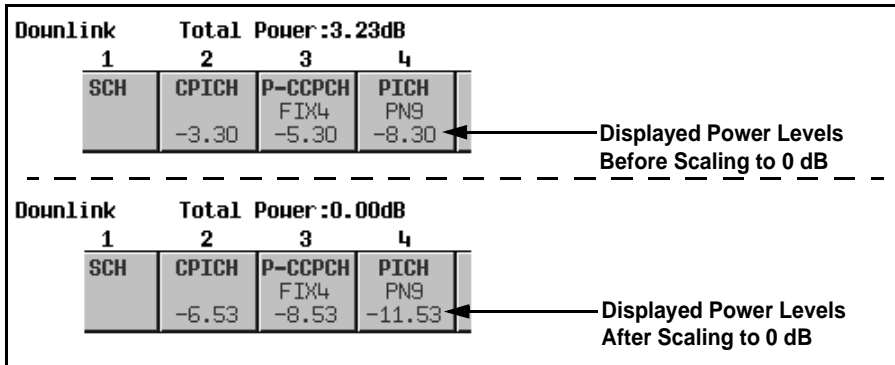 Downlink Total Power:3.23dB
1 2 3 4
SCH CPICH P-CCPCH PICH
FIX4 PN9
-3.30 -5.30 -8.30
Displayed Power Levels
Before Scaling to 0 dB
Downlink Total Power:0.00dB
1 2 3 4
SCH CPICH P-CCPCH PICH
FIX4 PN9
-6.53 -8.53 -11.53
Displayed Power Levels
After Scaling to 0 dB